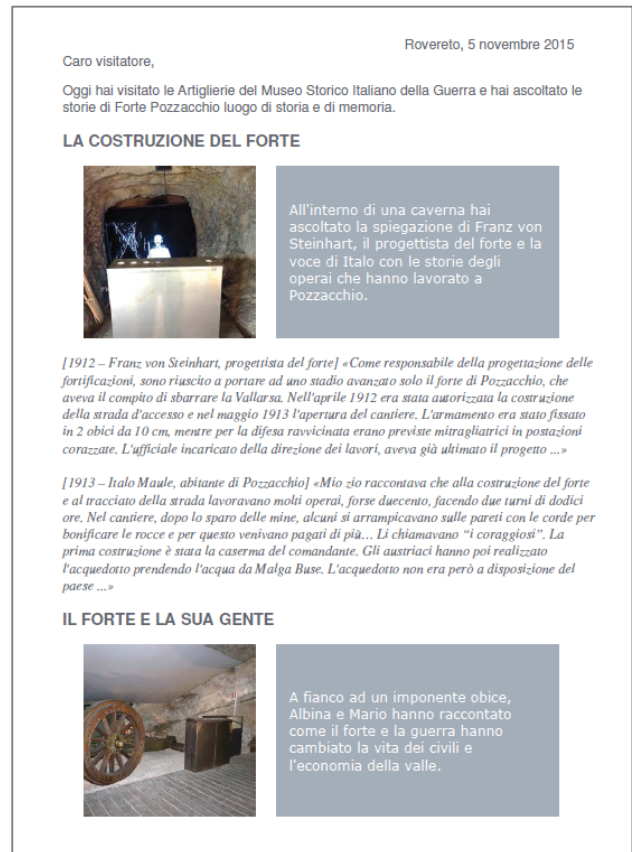 Rovereto, 5 novembre 2015
Caro visitatore,
Oggi hai visitato le Artiglierie del Museo Storico Italiano della Guerra e hai ascoltato le
storie di Forte Pozzacchio luogo di storia e di memoria.
LA COSTRUZIONE DEL FORTE
All'interno di una caverna hai
ascoltato la spiegazione di Franz von
Steinhart, il progettista del forte e la
voce di Italo con le storie degli
operai che hanno lavorato a
Pozzacchio.
[1912 – Franz von Steinhart, progettista del forte] «Come responsabile della progettazione delle
fortificazioni, sono riuscito a portare ad uno stadio avanzato solo il forte di Pozzacchio, che
aveva il compito di sbarrare la Vallarsa. Nell'aprile 1912 era stata autorizzata la costruzione
della strada d'accesso e nel maggio 1913 l'apertura del cantiere. L'armamento era stato fissato
in 2 obici da 10 cm, mentre per la difesa ravvicinata erano previste mitragliatrici in postazioni
corazzate. L'ufficiale incaricato della direzione dei lavori, aveva già ultimato il progetto ...»
[1913 – Italo Maule, abitante di Pozzacchio] «Mio zio raccontava che alla costruzione del forte
e al tracciato della strada lavoravano molti operai, forse duecento, facendo due turni di dodici
ore. Nel cantiere, dopo lo sparo delle mine, alcuni si arrampicavano sulle pareti con le corde per
bonificare le rocce e per questo venivano pagati di più… Li chiamavano “i coraggiosi”. La
prima costruzione è stata la caserma del comandante. Gli austriaci hanno poi realizzato
l'acquedotto prendendo l'acqua da Malga Buse. L'acquedotto non era però a disposizione del
paese ...»
IL FORTE E LA SUA GENTE
A fianco ad un imponente obice,
Albina e Mario hanno raccontato
come il forte e la guerra hanno
cambiato la vita dei civili e
l'economia della valle.